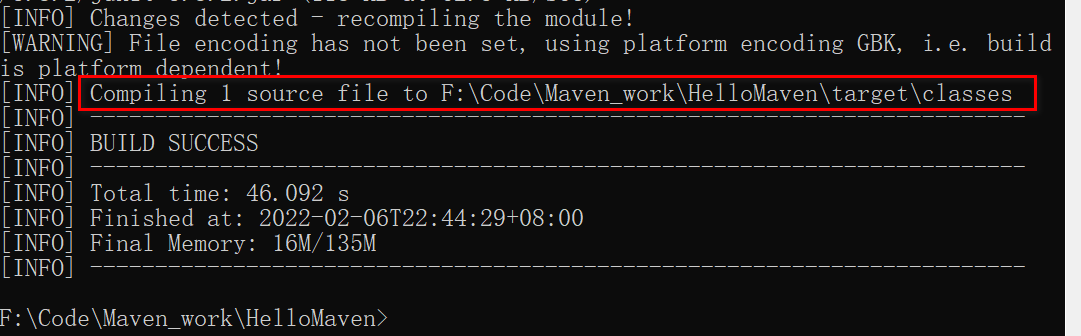 [INFO] Changes detected - recompiling the module!
[WARNING] File encoding has not been set, using platform encoding GBK, i.e. build
is platform dependent!
[INFO] Compiling 1 source file to F:\Code\Maven_work\HelloMaven\target\classes
[INFO] ------------------------------------------------------------------------
[INFO] BUILD SUCCESS
[INFO] ------------------------------------------------------------------------
[INFO] Total time: 46.092 s
[INFO] Finished at: 2022-02-06T22:44:29+08:00
[INFO] Final Memory: 16M/135M
[INFO] ------------------------------------------------------------------------
F:\Code\Maven_work\HelloMaven>